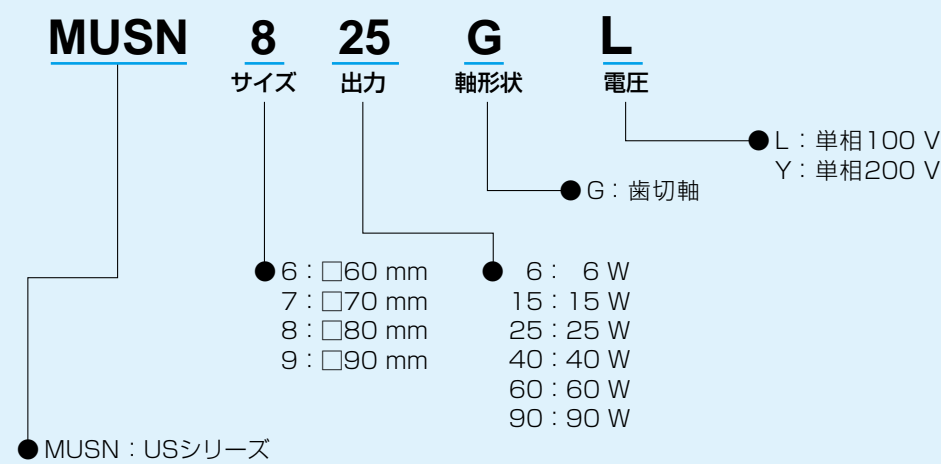 MUSN 8 25 G L
サイズ 出力 軸形状 電圧
●L：単相100 V
Y：単相200 V
●G：歯切軸
●6：□60 mm
7：□70 mm
8：□80 mm
9：□90 mm
●6： 6 W
15：15 W
25：25 W
40：40 W
60：60 W
90：90 W
●MUSN：USシリーズ